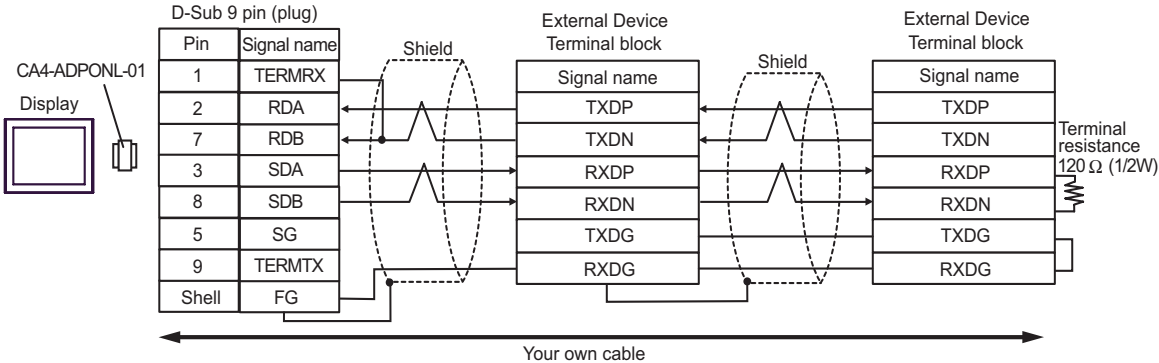 D-Sub 9 pin (plug)
Pin Signal name
1 TERMRX
2 RDA
7 RDB
3 SDA
8 SDB
5 SG
9 TERMTX
Shell FG
CA4-ADPONL-01
Display
Shield
External Device
Terminal block
Signal name
TXDP
TXDN
RXDP
RXDN
TXDG
RXDG
Shield
External Device
Terminal block
Signal name
TXDP
TXDN
RXDP
RXDN
TXDG
RXDG
Terminal
resistance
120 Ω (1/2W)
Your own cable